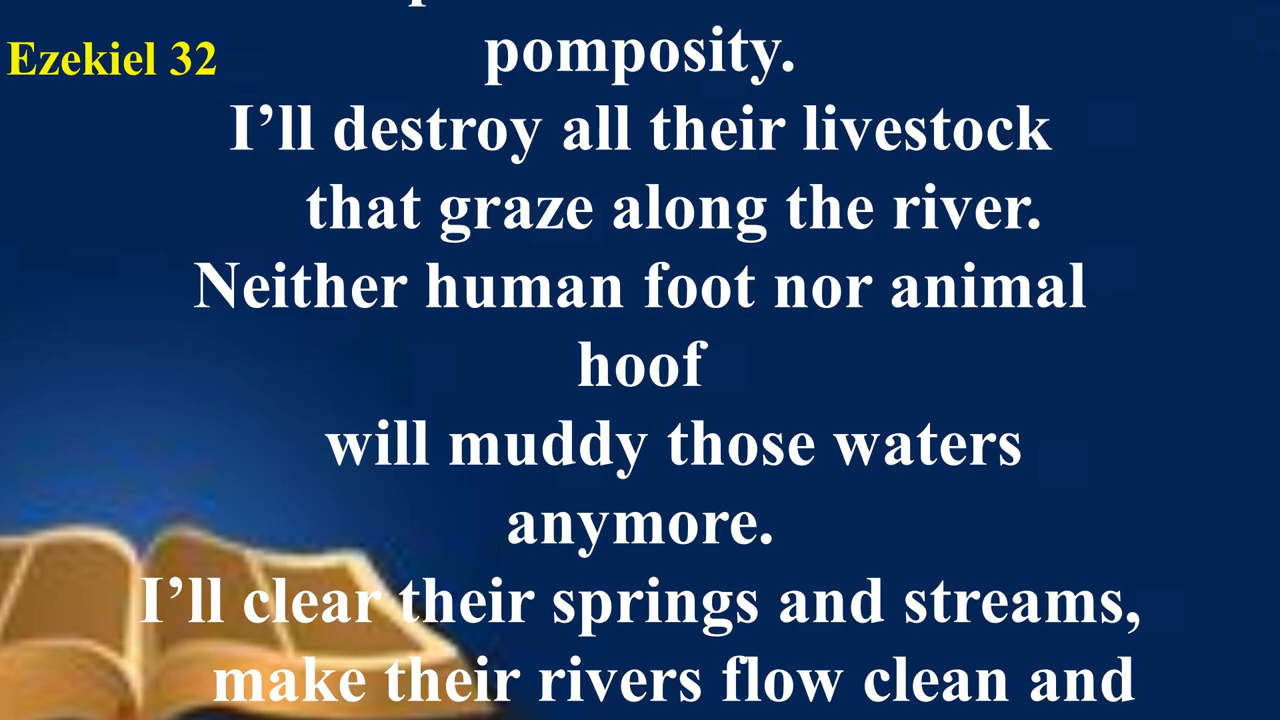 Ezekiel 32
pomposity.
I’ll destroy all their livestock
that graze along the river.
Neither human foot nor animal
hoof
will muddy those waters
anymore.
I’ll clear their springs and streams,
make their rivers flow clean and